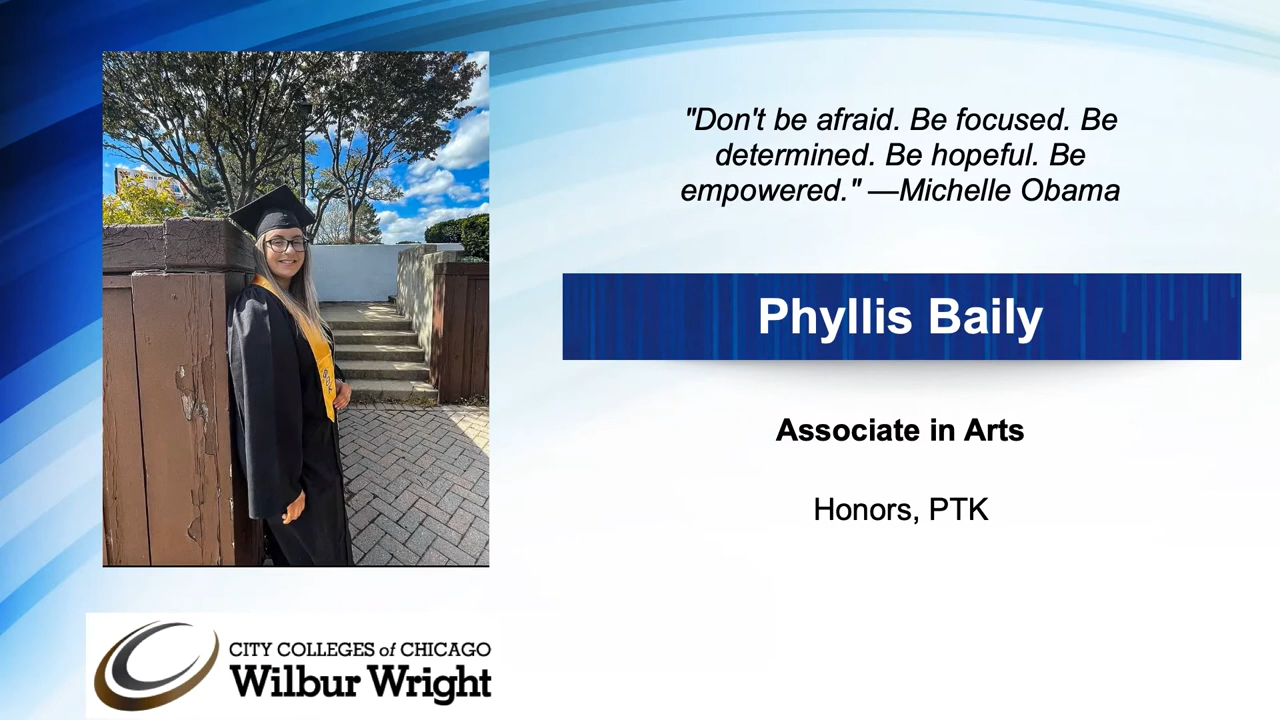 "Don't be afraid. Be focused. Be
determined. Be hopeful. Be
empowered." —Michelle Obama
Phyllis Baily
Associate in Arts
Honors, PTK
CITY COLLEGES of CHICAGO
Wilbur Wright